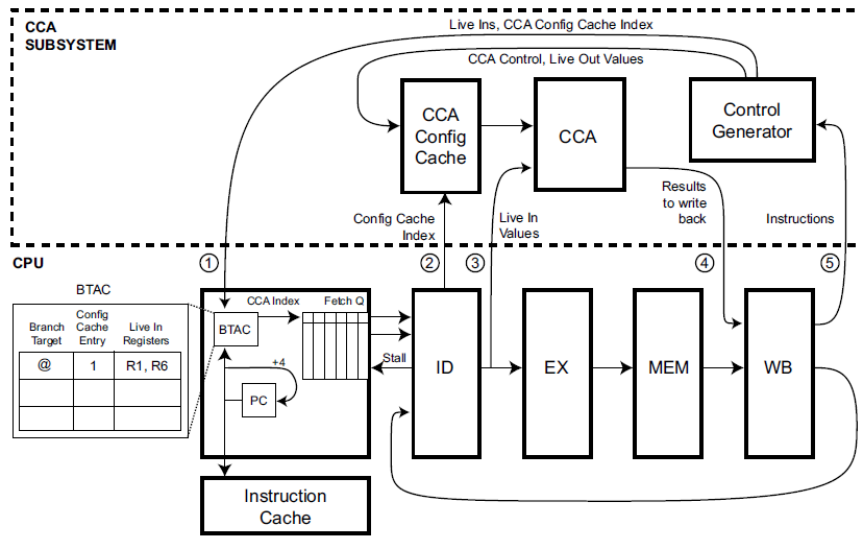 CCA
SUBSYSTEM
Live Ins, CCA Config Cache Index
CCA Control, Live Out Values
CCA
Config
Cache
CCA
Control
Generator
Config Cache
Index
Live In
Values
Results
to write
back
Instructions
CPU
1
2
3
4
5
BTAC
Branch
Target
Config
Cache
Entry
Live In
Registers
@
1
R1, R6
BTAC
CCA Index
Fetch Q
+4
PC
Stall
ID
EX
MEM
WB
Instruction
Cache